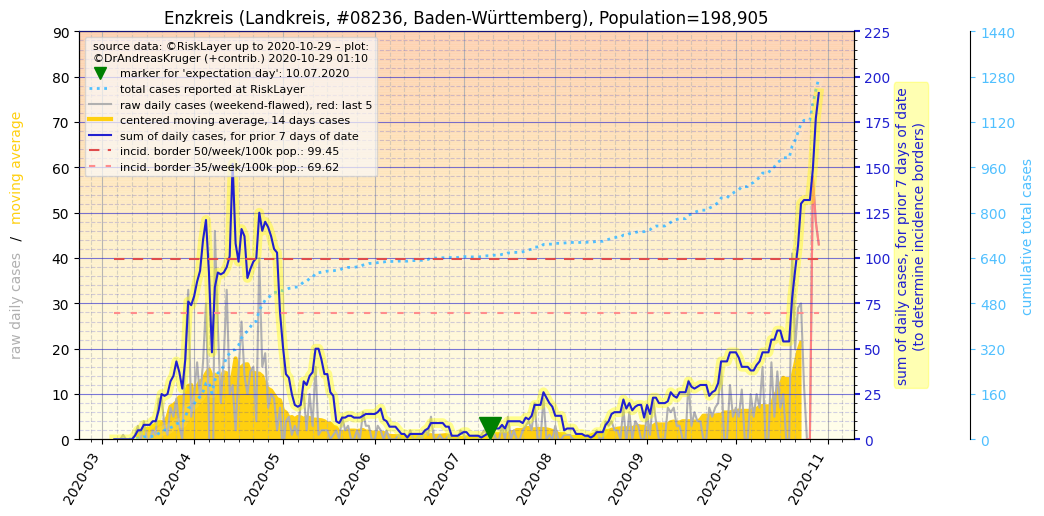 Enzkreis (Landkreis, #08236, Baden-Württemberg), Population=198,905
source data: ©RiskLayer up to 2020-10-29 – plot:
©DrAndreasKruger (+contrib.) 2020-10-29 01:10
marker for 'expectation day': 10.07.2020
total cases reported at RiskLayer
raw daily cases (weekend-flawed), red: last 5
centered moving average, 14 days cases
sum of daily cases, for prior 7 days of date
incid. border 50/week/100k pop.: 99.45
incid. border 35/week/100k pop.: 69.62
raw daily cases / moving average
90
80
70
60
50
40
30
20
10
0
2020-03
2020-04
2020-05
2020-06
2020-07
2020-08
2020-09
2020-10
2020-11
225
200
175
150
125
100
75
50
25
0
sum of daily cases, for prior 7 days of date
(to determine incidence borders)
1440
1280
1120
960
800
640
480
320
160
0
cumulative total cases